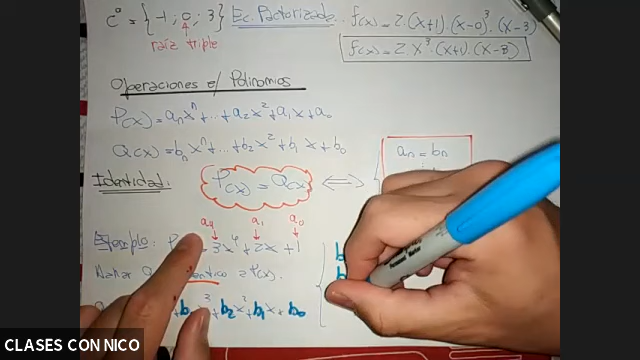 C⁰ = {-1; 0; 3} Ec. Factorizada... f(x) = 2·(x+1)·(x-0)³·(x-3)
raíz triple
f(x) = 2·x³·(x+1)·(x-3)
Operaciones e/ Polinomios
P(x) = aₙxⁿ+...+a₂x²+a₁x+a₀
Q(x) = bₙxⁿ+...+b₂x²+b₁x+b₀
aₙ = bₙ
Identidad: P(x) = Q(x) ⟺
a₄ a₁ a₀
Ejemplo: P 3x⁴+2x+1
Hallar Q a P(x).
+b ³+b₂x²+b₁x+b₀
CLASES CON NICO